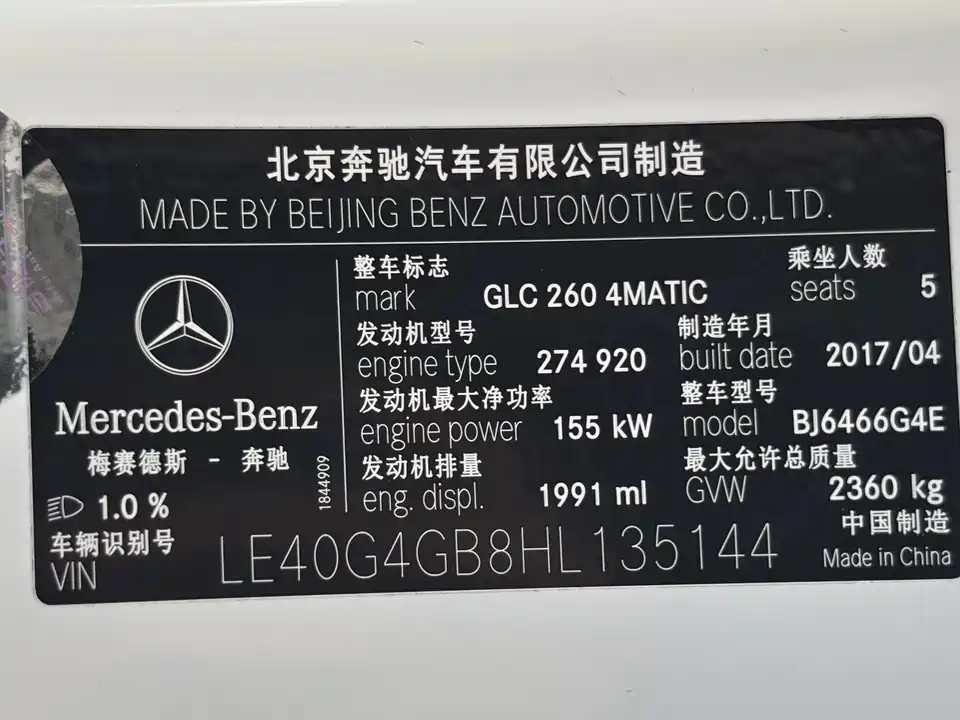 北京奔驰汽车有限公司制造
MADE BY BEIJING BENZ AUTOMOTIVE CO.,LTD.
整车标志
mark GLC 260 4MATIC
乘坐人数
seats 5
发动机型号
engine type 274 920
制造年月
built date 2017/04
发动机最大净功率
engine power 155 kW
整车型号
model BJ6466G4E
发动机排量
eng. displ. 1991 ml
最大允许总质量
GVW 2360 kg
Mercedes-Benz
梅赛德斯 - 奔驰
1.0 %
1844909
车辆识别号
VIN LE40G4GB8HL135144
中国制造
Made in China